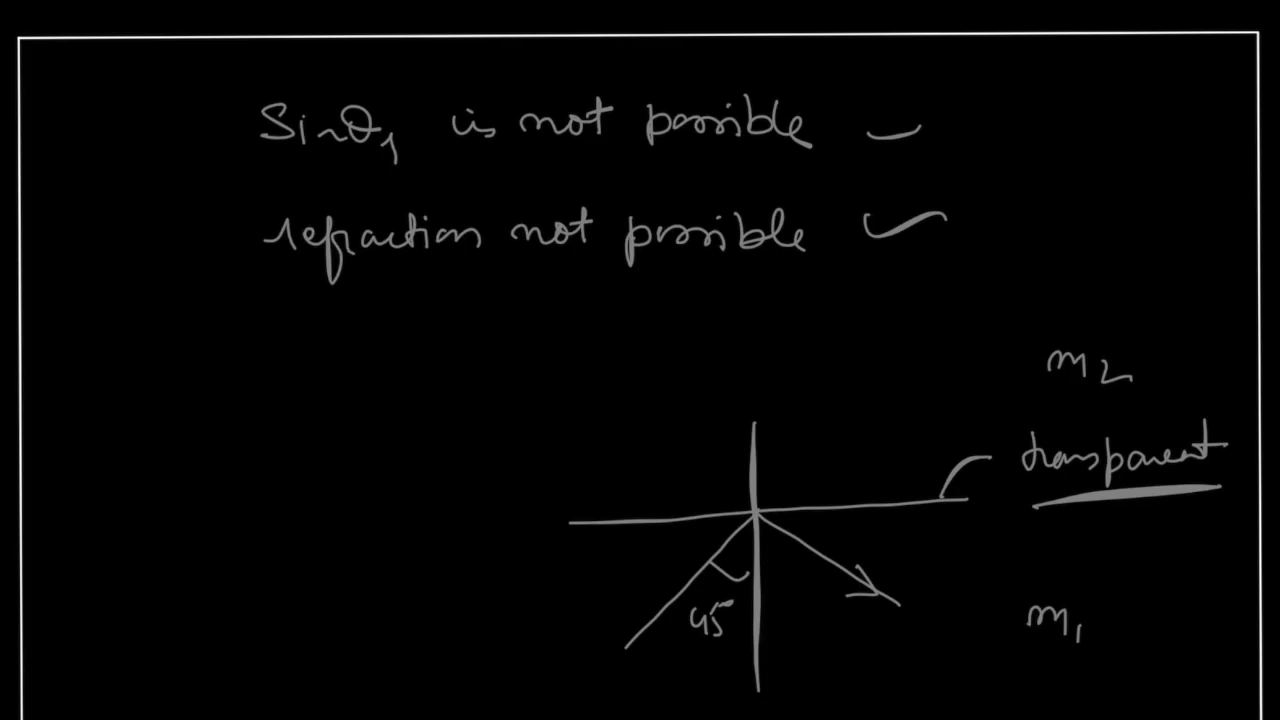 Sinθ₁ is not possible
refraction not possible
m₂
transparent
45°
m₁